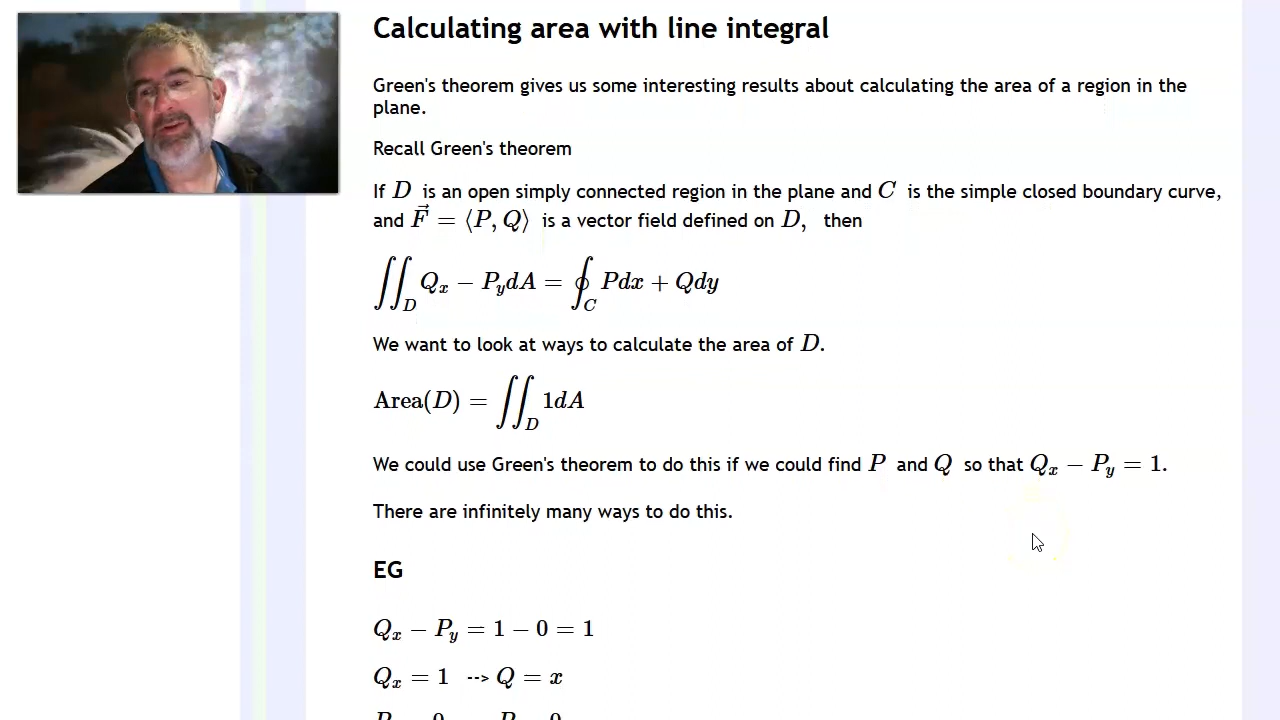 Calculating area with line integral
Green's theorem gives us some interesting results about calculating the area of a region in the
plane.
Recall Green's theorem
If D is an open simply connected region in the plane and C is the simple closed boundary curve,
and F⃗ = ⟨P, Q⟩ is a vector field defined on D, then
∬_D Q_x − P_y dA = ∮_C Pdx + Qdy
We want to look at ways to calculate the area of D.
Area(D) = ∬_D 1dA
We could use Green's theorem to do this if we could find P and Q so that Q_x − P_y = 1.
There are infinitely many ways to do this.
EG
Q_x − P_y = 1 − 0 = 1
Q_x = 1 --> Q = x